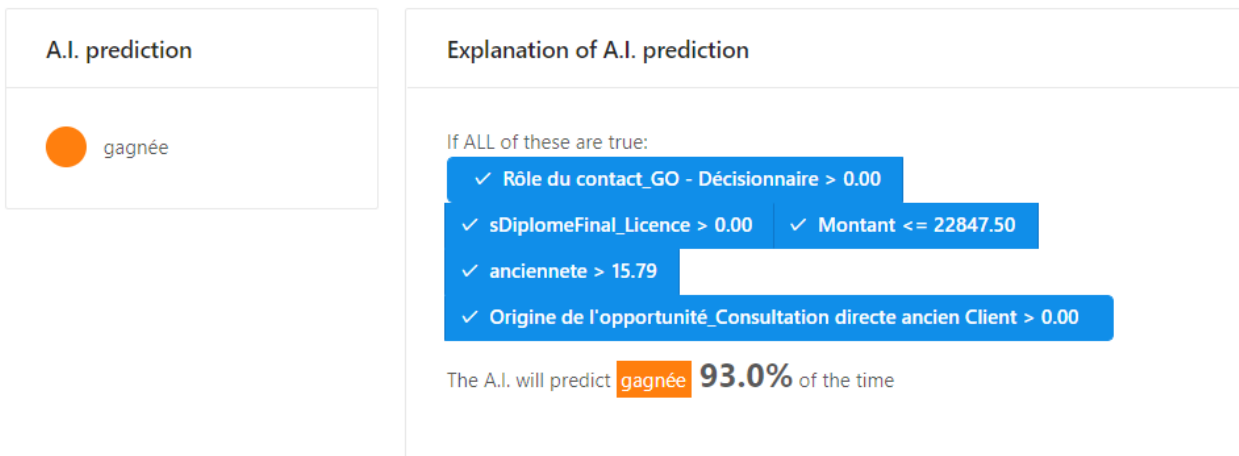 A.I. prediction
gagnée
Explanation of A.I. prediction
If ALL of these are true:
✓ Rôle du contact_GO - Décisionnaire > 0.00
✓ sDiplomeFinal_Licence > 0.00 ✓ Montant <= 22847.50
✓ anciennete > 15.79
✓ Origine de l'opportunité_Consultation directe ancien Client > 0.00
The A.I. will predict gagnée 93.0% of the time